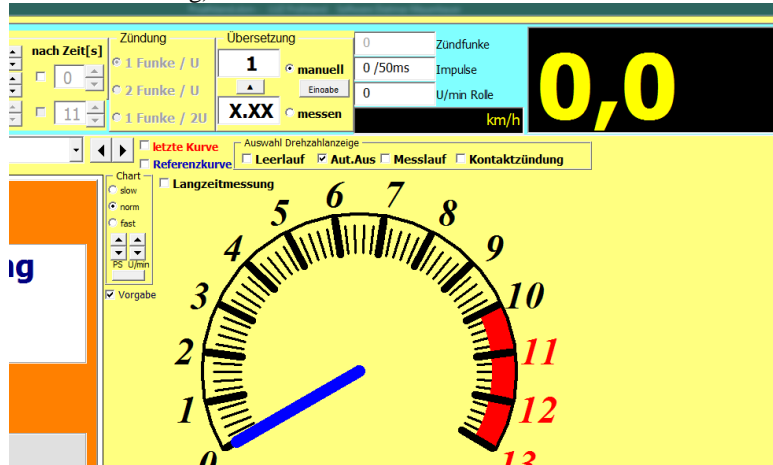 Zündung
Übersetzung
nach Zeit[s]
0
11
1 Funke / U
2 Funke / U
1 Funke / 2U
1
manuell
Eingabe
X.XX
messen
0
Zündfunke
0 /50ms
Impulse
0
U/min Rolle
km/h
0,0
letzte Kurve
Referenzkurve
Auswahl Drehzahlanzeige
Leerlauf
Aut.Aus
Messlauf
Kontaktzündung
Chart
slow
norm
fast
PS U/min
Vorgabe
Langzeitmessung
ng
0
1
2
3
4
5
6
7
8
9
10
11
12
13